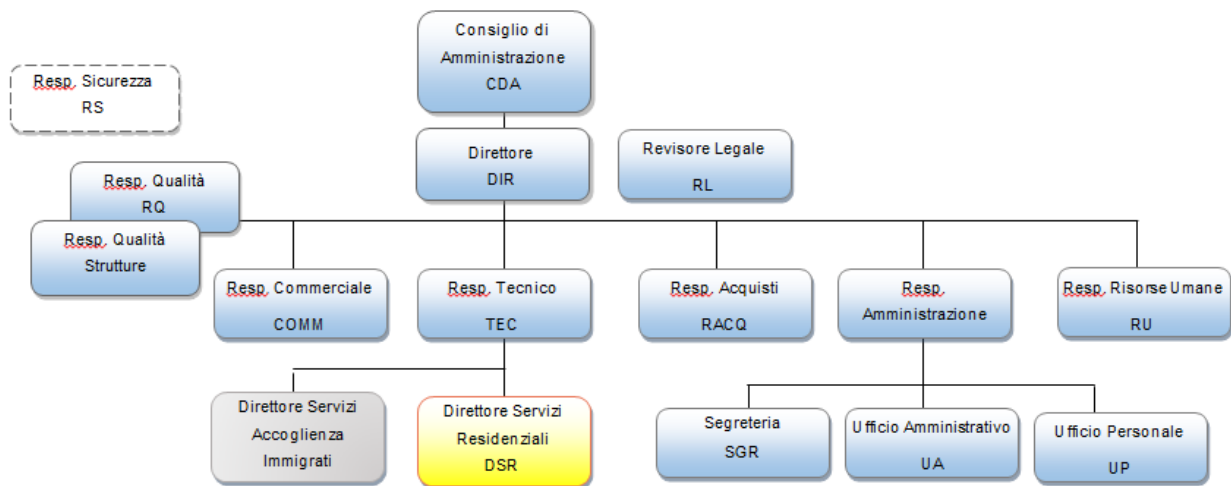 Consiglio di
Amministrazione
CDA
Resp. Sicurezza
RS
Direttore
DIR
Revisore Legale
RL
Resp. Qualità
RQ
Resp. Qualità
Strutture
Resp. Commerciale
COMM
Resp. Tecnico
TEC
Resp. Acquisti
RACQ
Resp.
Amministrazione
Resp. Risorse Umane
RU
Direttore Servizi
Accoglienza
Immigrati
Direttore Servizi
Residenziali
DSR
Segreteria
SGR
Ufficio Amministrativo
UA
Ufficio Personale
UP